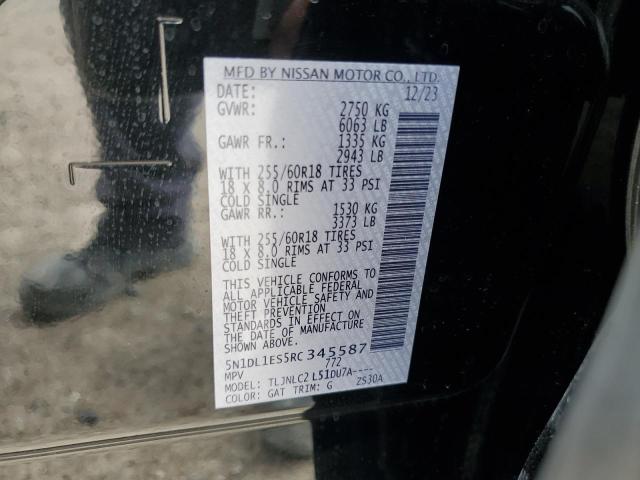 MFD BY NISSAN MOTOR CO., LTD.
DATE: 12/23
GVWR: 2750 KG
6063 LB
GAWR FR.: 1335 KG
2943 LB
WITH 255/60R18 TIRES
18 X 8.0 RIMS AT 33 PSI
COLD SINGLE
GAWR RR.: 1530 KG
3373 LB
WITH 255/60R18 TIRES
18 X 8.0 RIMS AT 33 PSI
COLD SINGLE
THIS VEHICLE CONFORMS TO
ALL APPLICABLE FEDERAL
MOTOR VEHICLE SAFETY AND
THEFT PREVENTION
STANDARDS IN EFFECT ON
THE DATE OF MANUFACTURE
SHOWN ABOVE.
5N1DL1ES5RC 345587
MPV 772
MODEL: TLJNLC2 L51DU7A----
COLOR: GAT TRIM: G ZS30A